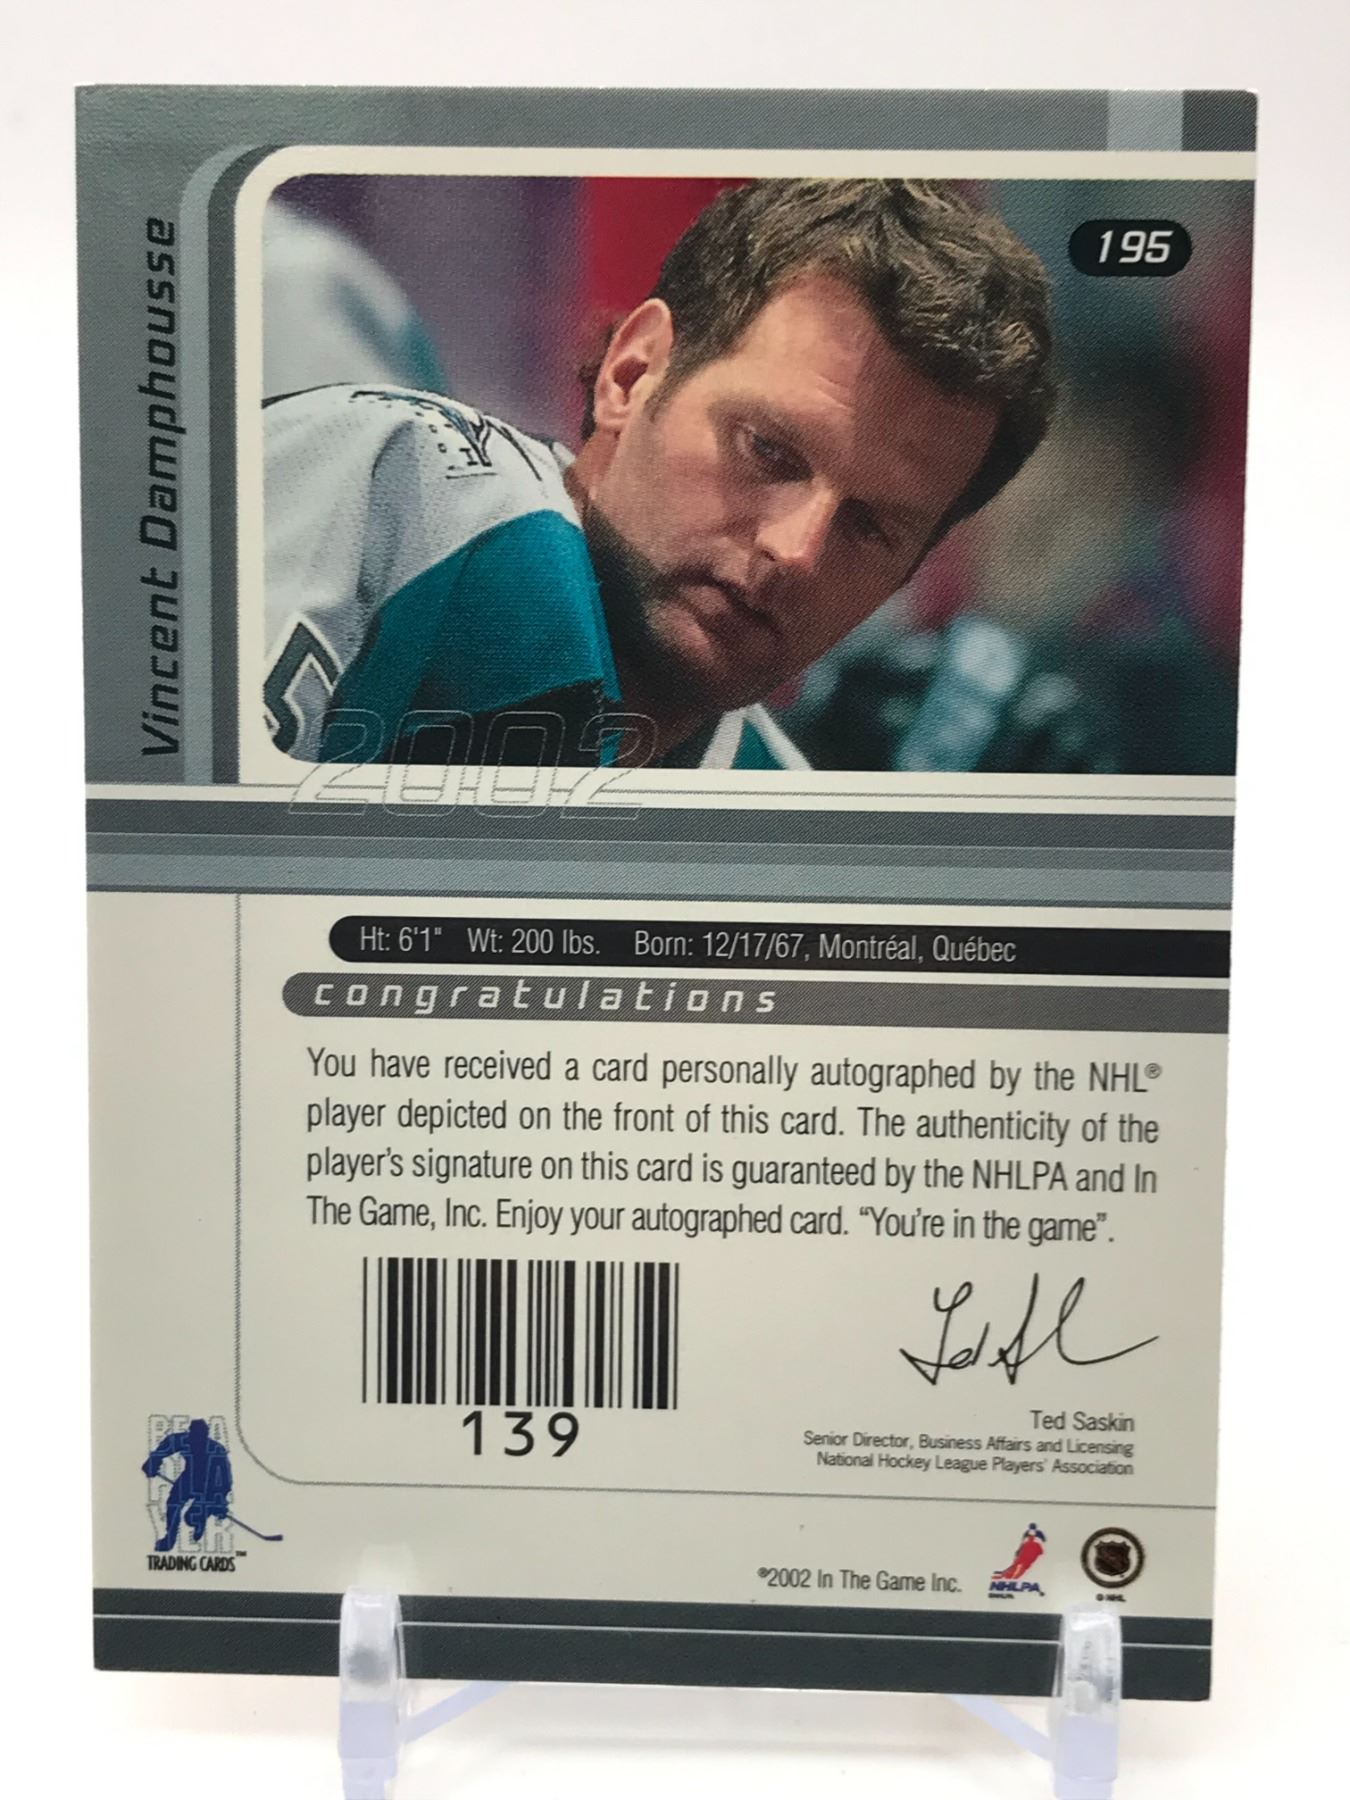 195
Vincent Damphousse
2002
Ht: 6'1" Wt: 200 lbs. Born: 12/17/67, Montréal, Québec
congratulations
You have received a card personally autographed by the NHL®
player depicted on the front of this card. The authenticity of the
player's signature on this card is guaranteed by the NHLPA and In
The Game, Inc. Enjoy your autographed card. “You're in the game”.
139
Ted Saskin
Senior Director, Business Affairs and Licensing
National Hockey League Players' Association
BE A
PLAYER
TRADING CARDS™
©2002 In The Game Inc.
NHLPA
© NHL